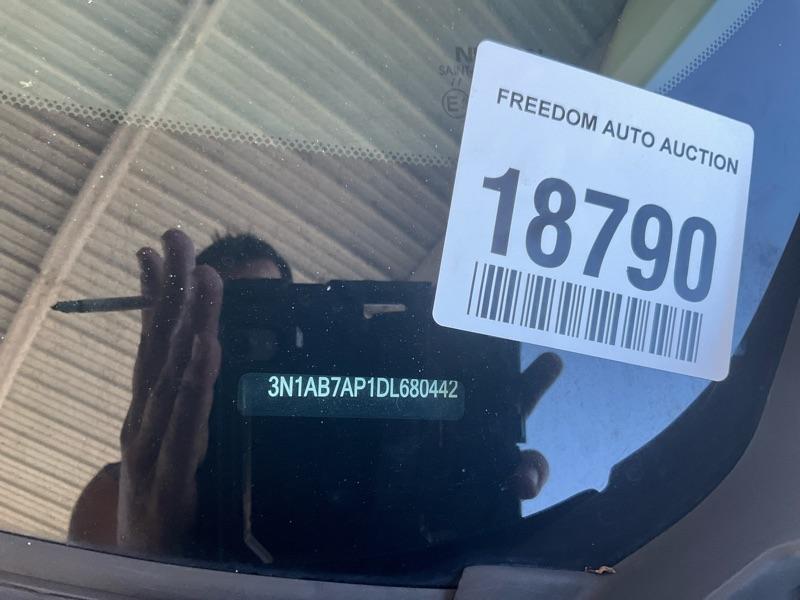 FREEDOM AUTO AUCTION
18790
3N1AB7AP1DL680442